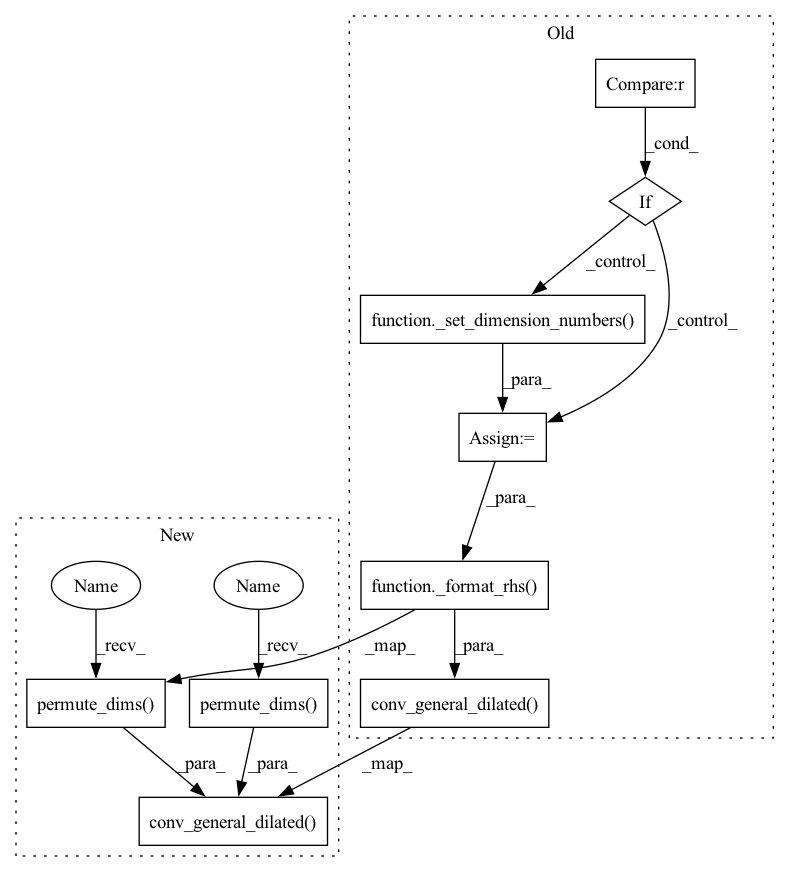 Old
Compare:r
_cond_
If
_control_
function._set_dimension_numbers()
_control_
_para_
Assign:=
_para_
New
Name
Name
function._format_rhs()
_recv_
_recv_
_map_
_para_
permute_dims()
permute_dims()
conv_general_dilated()
_para_
_para_
_map_
conv_general_dilated()